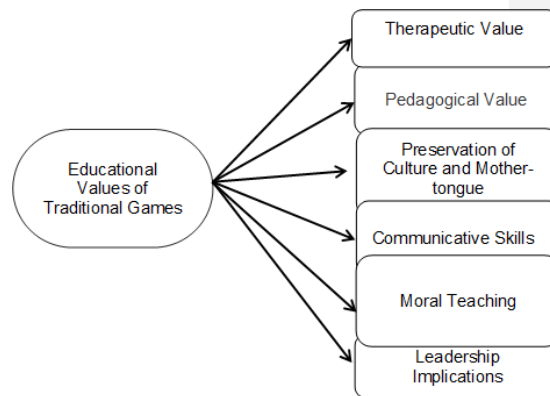 Educational
Values of
Traditional Games
Therapeutic Value
Pedagogical Value
Preservation of
Culture and Mother-
tongue
Communicative Skills
Moral Teaching
Leadership
Implications